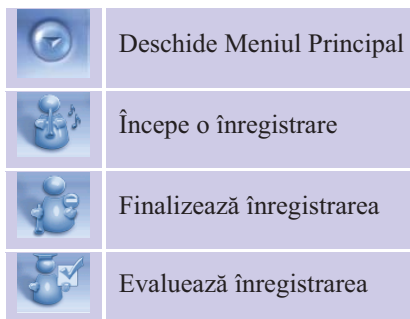 Deschide Meniul Principal
Începe o înregistrare
Finalizează înregistrarea
Evaluează înregistrarea